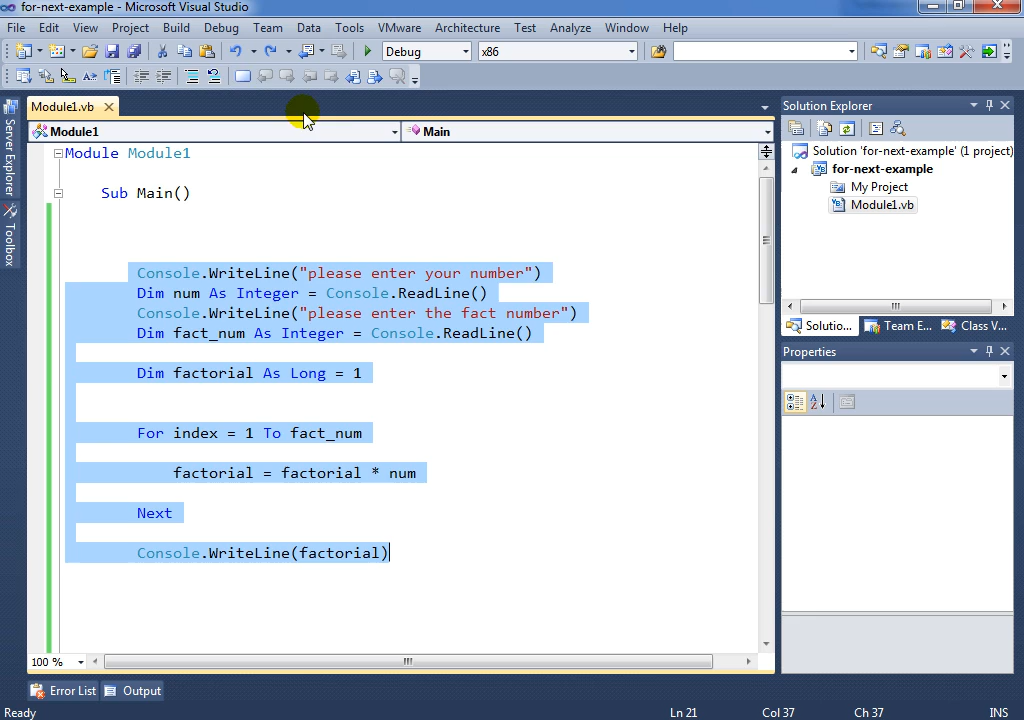 for-next-example - Microsoft Visual Studio
File Edit View Project Build Debug Team Data Tools VMware Architecture Test Analyze Window Help
Debug x86
Module1.vb
Module1 Main
Module Module1
Sub Main()
Console.WriteLine("please enter your number")
Dim num As Integer = Console.ReadLine()
Console.WriteLine("please enter the fact number")
Dim fact_num As Integer = Console.ReadLine()
Dim factorial As Long = 1
For index = 1 To fact_num
factorial = factorial * num
Next
Console.WriteLine(factorial)
100 %
Server Explorer
Toolbox
Solution Explorer
Solution 'for-next-example' (1 project)
for-next-example
My Project
Module1.vb
Solutio... Team E... Class V...
Properties
Error List Output
Ready Ln 21 Col 37 Ch 37 INS